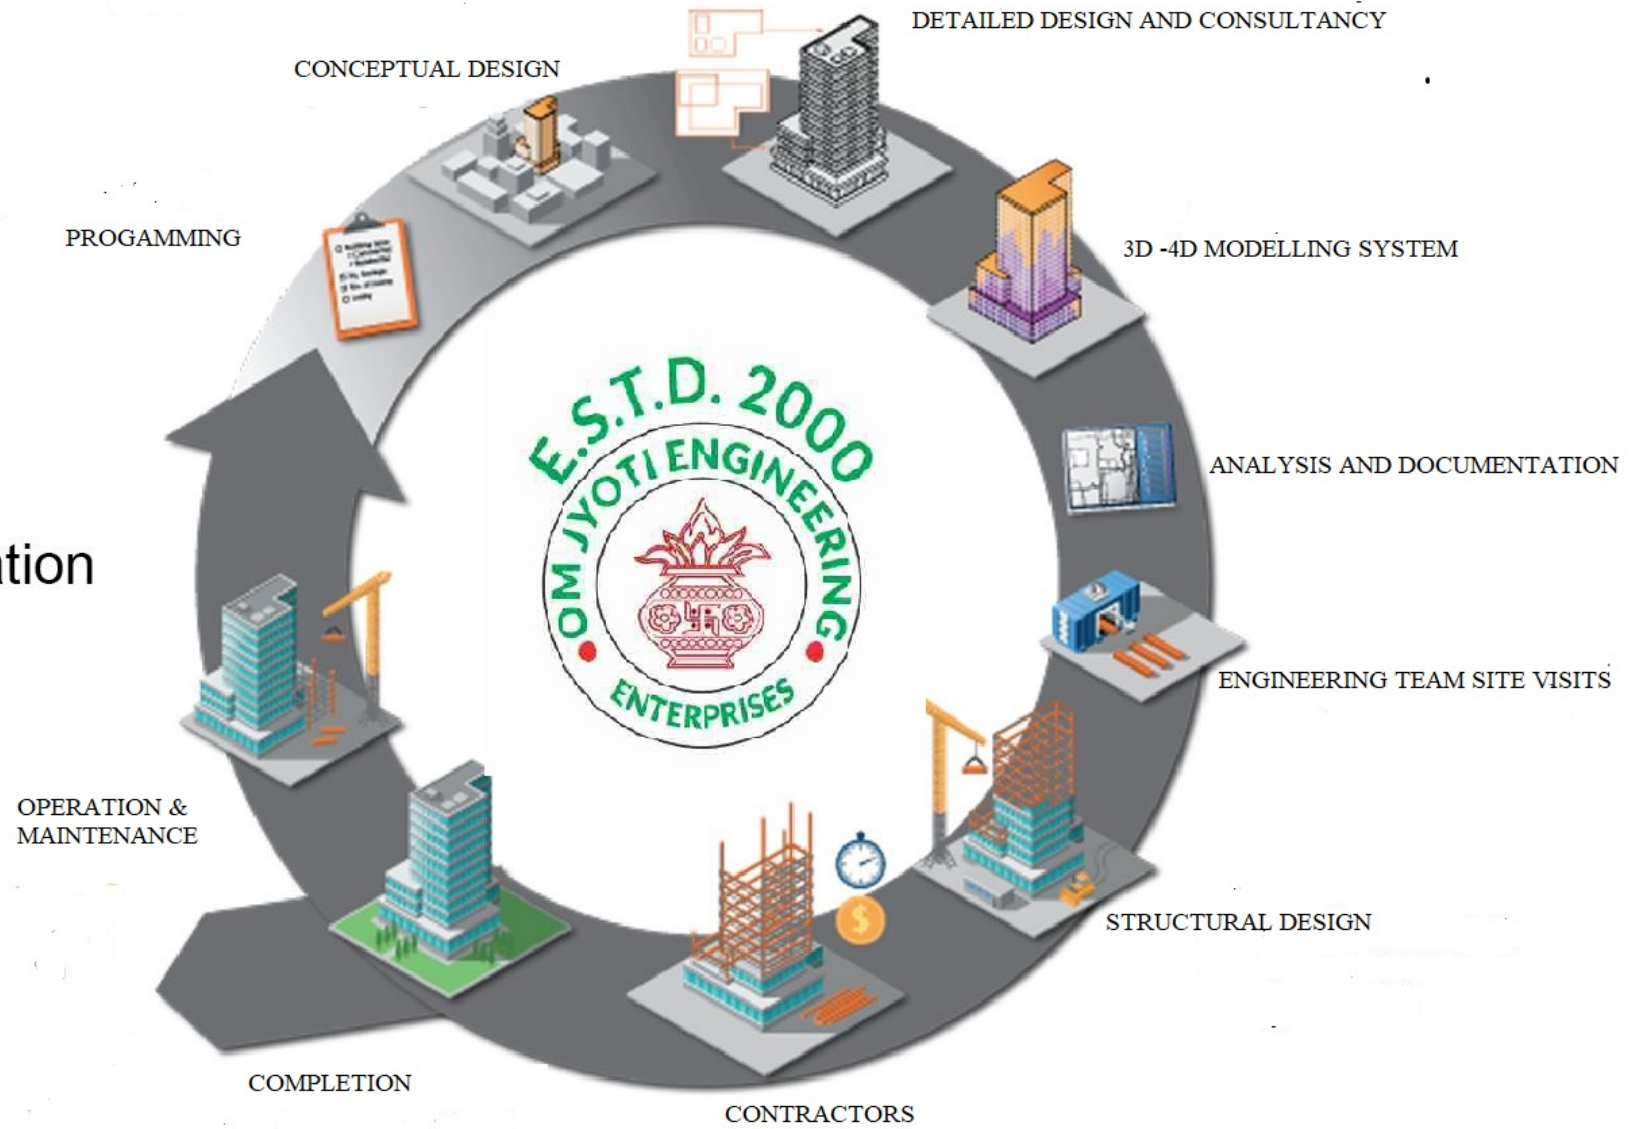 DETAILED DESIGN AND CONSULTANCY
CONCEPTUAL DESIGN
PROGAMMING
3D -4D MODELLING SYSTEM
E.S.T.D. 2000
OM JYOTI ENGINEERING
ENTERPRISES
ANALYSIS AND DOCUMENTATION
ation
ENGINEERING TEAM SITE VISITS
OPERATION &
MAINTENANCE
$
STRUCTURAL DESIGN
COMPLETION
CONTRACTORS